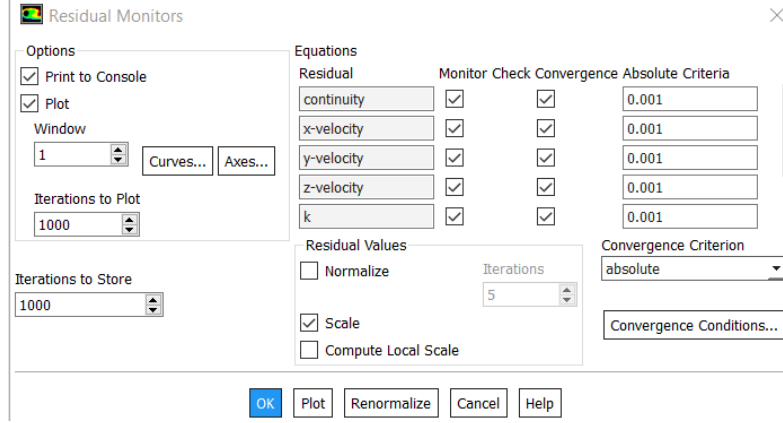 Residual Monitors
Options
Print to Console
Plot
Window
1
Curves...
Axes...
Iterations to Plot
1000
Iterations to Store
1000
Equations
Residual Monitor Check Convergence Absolute Criteria
continuity 0.001
x-velocity 0.001
y-velocity 0.001
z-velocity 0.001
k 0.001
Residual Values
Normalize
Iterations
5
Scale
Compute Local Scale
Convergence Criterion
absolute
Convergence Conditions...
OK Plot Renormalize Cancel Help